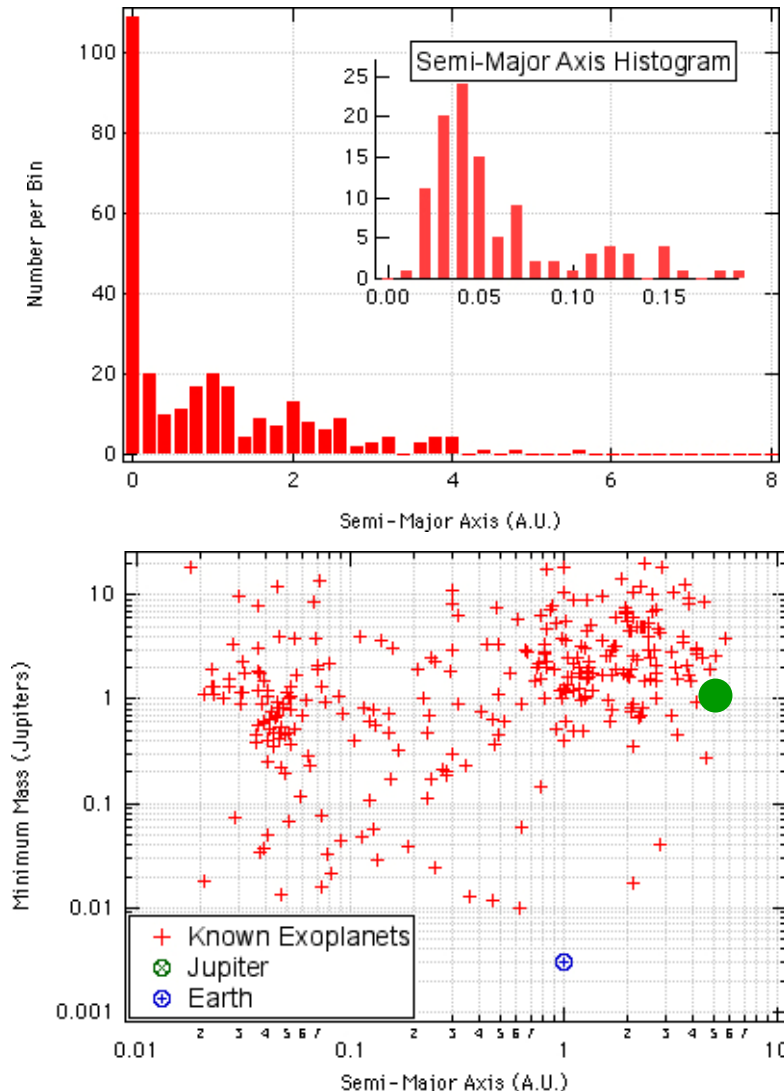 100
80
60
40
20
0
Number per Bin
Semi-Major Axis Histogram
25
20
15
10
5
0
0.00 0.05 0.10 0.15
0 2 4 6 8
Semi-Major Axis (A.U.)
10
1
0.1
0.01
0.001
Minimum Mass (Jupiters)
Known Exoplanets
Jupiter
Earth
2 3 4 5 6 7 2 3 4 5 6 7 2 3 4 5 6 7
0.01 0.1 1 10
Semi-Major Axis (A.U.)